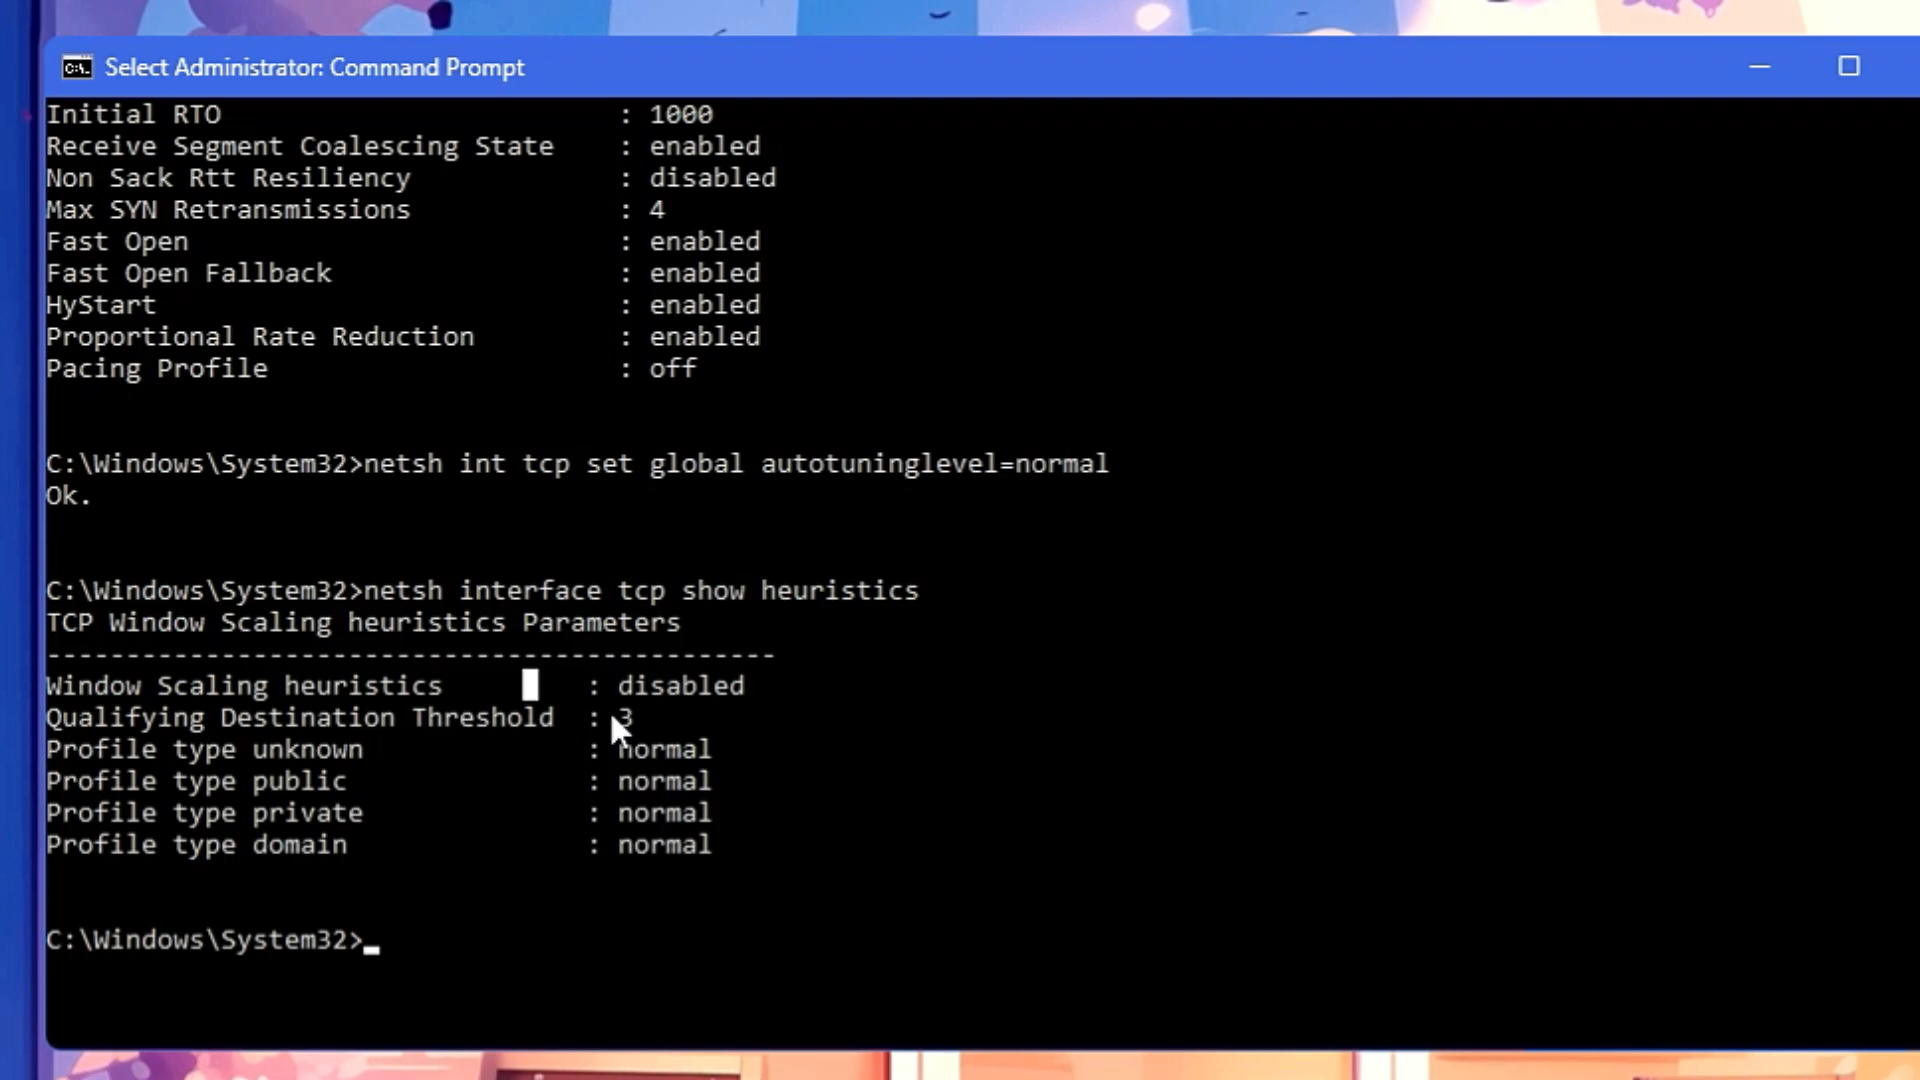 Select Administrator: Command Prompt
Initial RTO : 1000
Receive Segment Coalescing State : enabled
Non Sack Rtt Resiliency : disabled
Max SYN Retransmissions : 4
Fast Open : enabled
Fast Open Fallback : enabled
HyStart : enabled
Proportional Rate Reduction : enabled
Pacing Profile : off
C:\Windows\System32>netsh int tcp set global autotuninglevel=normal
Ok.
C:\Windows\System32>netsh interface tcp show heuristics
TCP Window Scaling heuristics Parameters
----------------------------------------------
Window Scaling heuristics : disabled
Qualifying Destination Threshold : 3
Profile type unknown : normal
Profile type public : normal
Profile type private : normal
Profile type domain : normal
C:\Windows\System32>